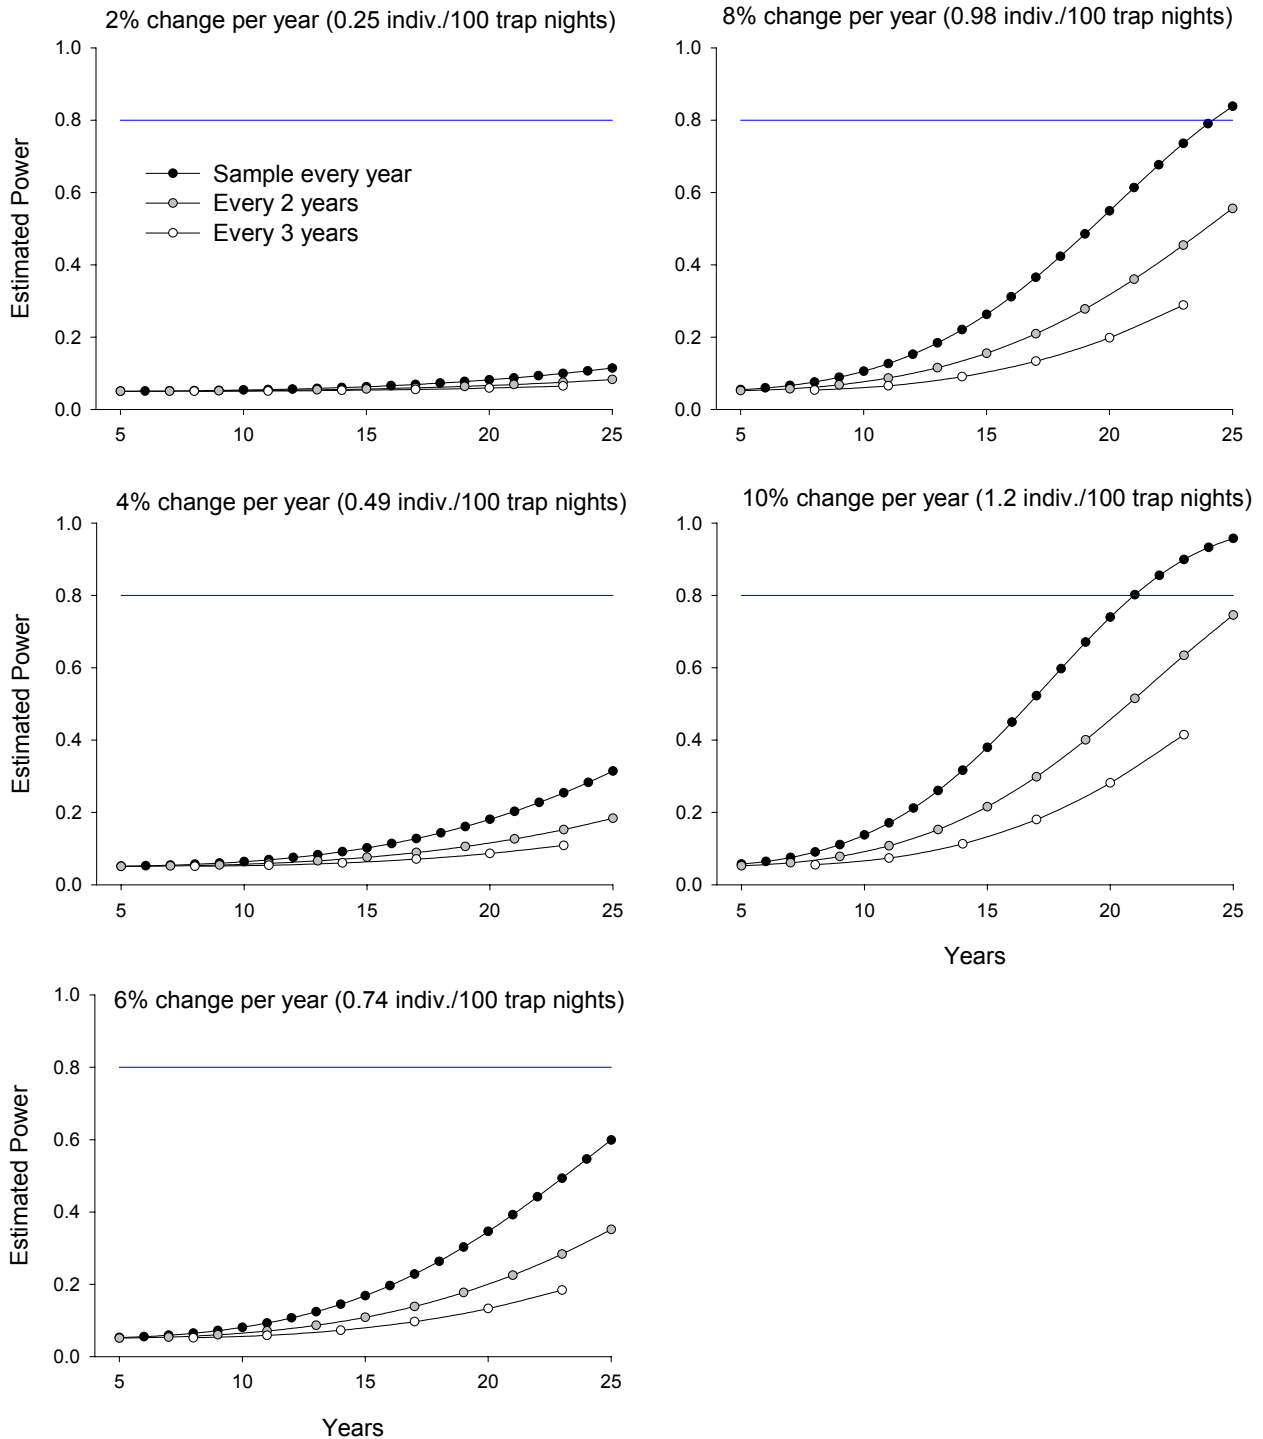 2% change per year (0.25 indiv./100 trap nights)
1.0
0.8
0.6
0.4
0.2
0.0
Estimated Power
Sample every year
Every 2 years
Every 3 years
5 10 15 20 25
8% change per year (0.98 indiv./100 trap nights)
1.0
0.8
0.6
0.4
0.2
0.0
5 10 15 20 25
4% change per year (0.49 indiv./100 trap nights)
1.0
0.8
0.6
0.4
0.2
0.0
Estimated Power
5 10 15 20 25
10% change per year (1.2 indiv./100 trap nights)
1.0
0.8
0.6
0.4
0.2
0.0
5 10 15 20 25
Years
6% change per year (0.74 indiv./100 trap nights)
1.0
0.8
0.6
0.4
0.2
0.0
Estimated Power
5 10 15 20 25
Years